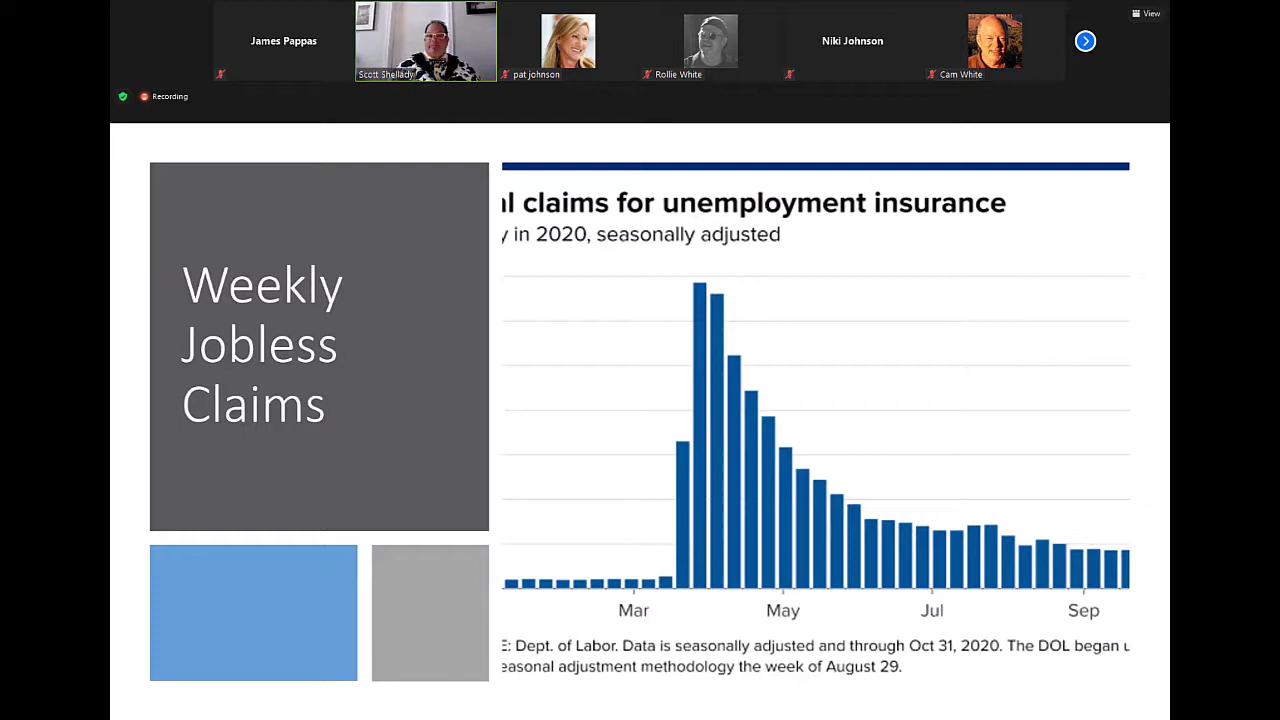 View
James Pappas
Scott Shellady
pat johnson
Rollie White
Niki Johnson
Cam White
Recording
Weekly
Jobless
Claims
l claims for unemployment insurance
y in 2020, seasonally adjusted
Mar
May
Jul
Sep
E: Dept. of Labor. Data is seasonally adjusted and through Oct 31, 2020. The DOL began u
easonal adjustment methodology the week of August 29.